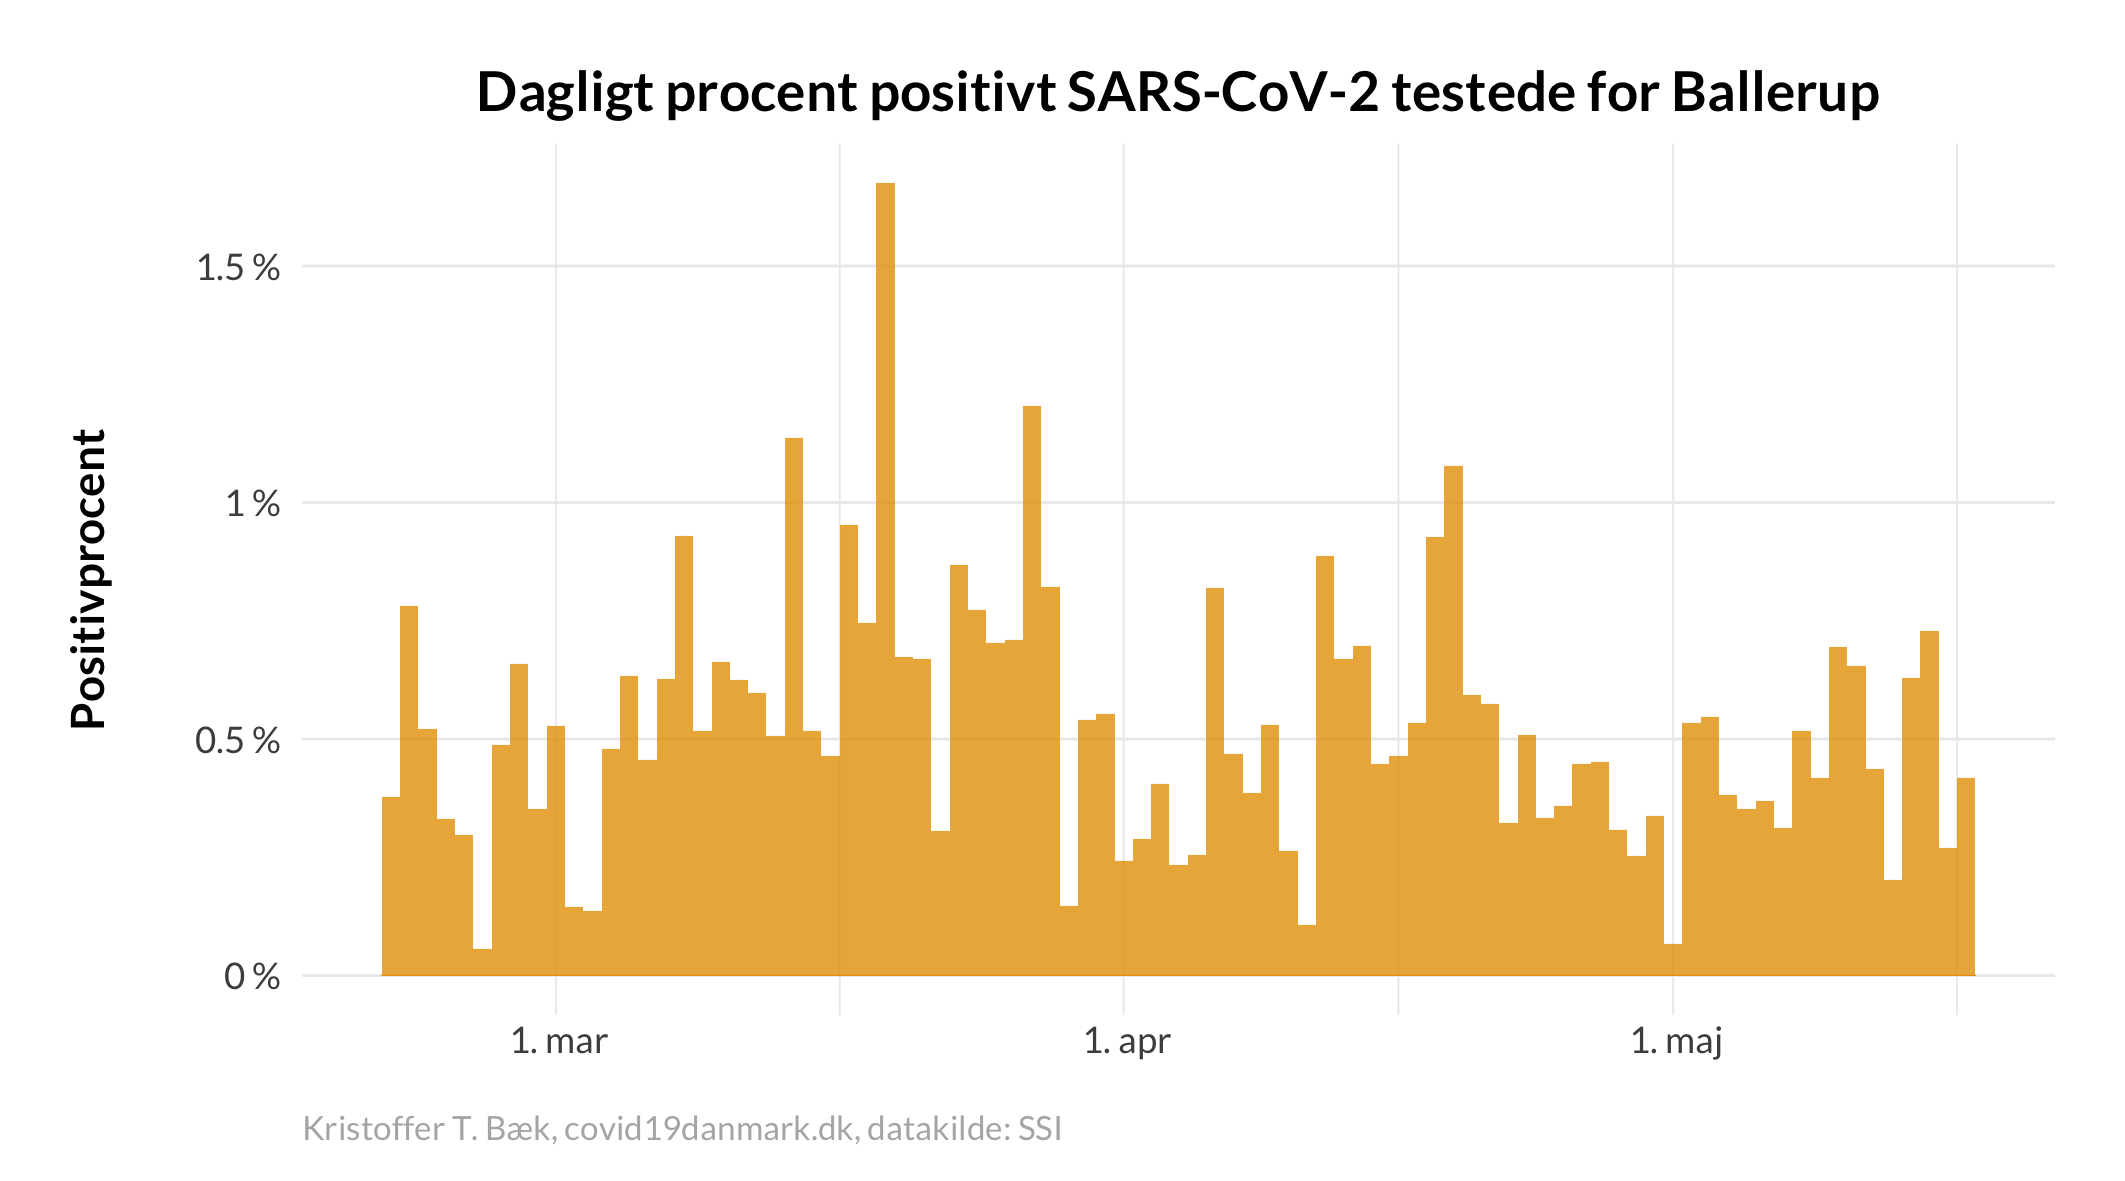 Dagligt procent positivt SARS-CoV-2 testede for Ballerup
Positivprocent
1.5 %
1 %
0.5 %
0 %
1. mar
1. apr
1. maj
Kristoffer T. Bæk, covid19danmark.dk, datakilde: SSI